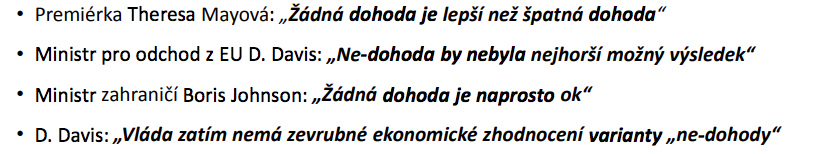 • Premiérka Theresa Mayová: „Žádná dohoda je lepší než špatná dohoda“
• Ministr pro odchod z EU D. Davis: „Ne-dohoda by nebyla nejhorší možný výsledek“
• Ministr zahraničí Boris Johnson: „Žádná dohoda je naprosto ok“
• D. Davis: „Vláda zatím nemá zevrubné ekonomické zhodnocení varianty „ne-dohody“